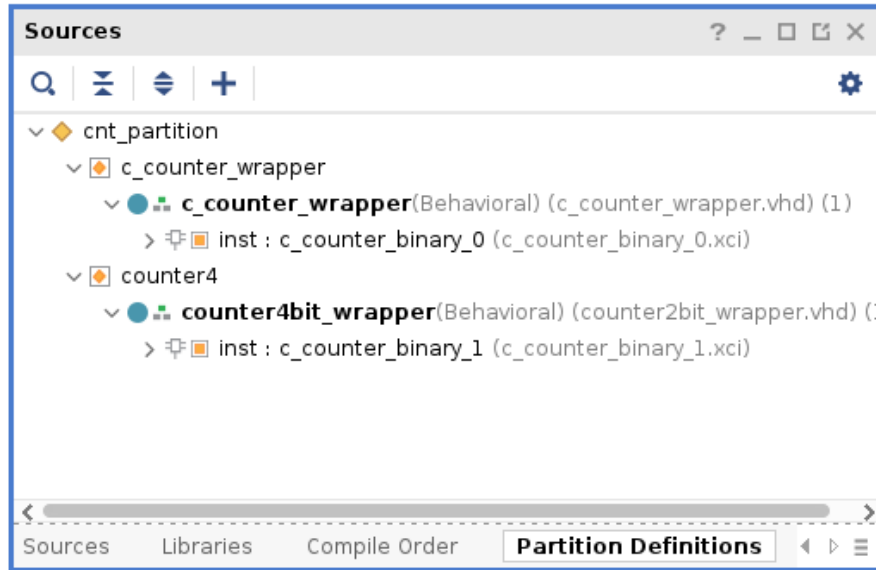 Sources
cnt_partition
c_counter_wrapper
c_counter_wrapper(Behavioral) (c_counter_wrapper.vhd) (1)
inst : c_counter_binary_0 (c_counter_binary_0.xci)
counter4
counter4bit_wrapper(Behavioral) (counter2bit_wrapper.vhd) (
inst : c_counter_binary_1 (c_counter_binary_1.xci)
Sources Libraries Compile Order Partition Definitions